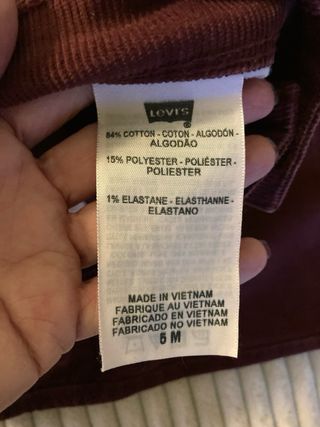 Levi's
®
84% COTTON - COTON - ALGODÓN -
ALGODÃO
15% POLYESTER - POLIÉSTER -
POLIESTER
1% ELASTANE - ELASTHANNE -
ELASTANO
MADE IN VIETNAM
FABRIQUE AU VIETNAM
FABRICADO EN VIETNAM
FABRICADO NO VIETNAM
5 M